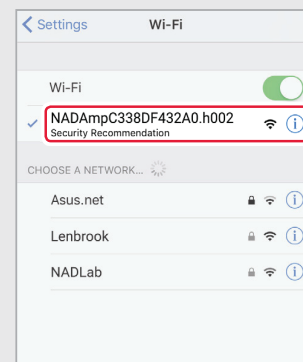 Settings Wi-Fi
Wi-Fi
NADAmpC338DF432A0.h002
Security Recommendation
CHOOSE A NETWORK...
Asus.net
Lenbrook
NADLab